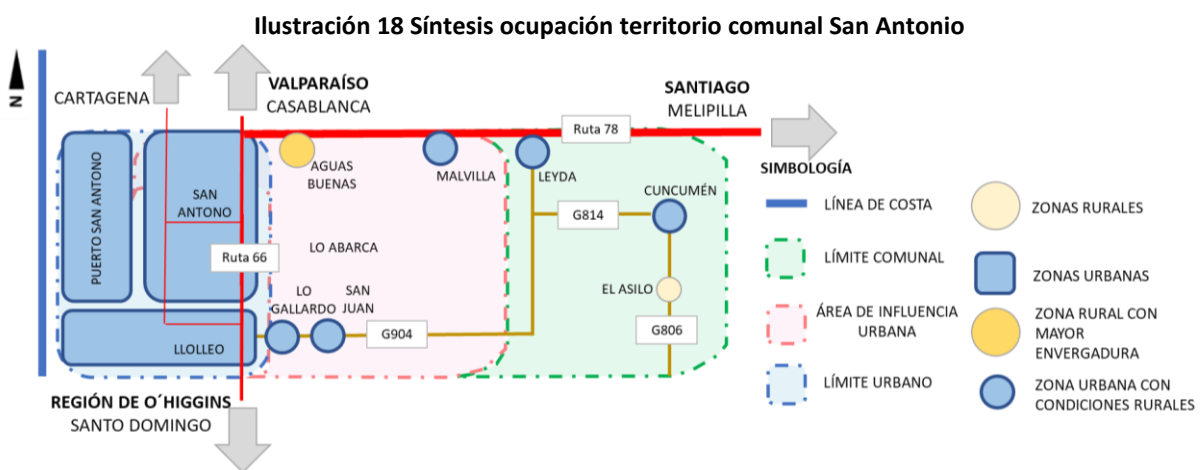 Ilustración 18 Síntesis ocupación territorio comunal San Antonio
N
CARTAGENA
VALPARAÍSO
CASABLANCA
SANTIAGO
MELIPILLA
Ruta 78
PUERTO SAN ANTONIO
SAN
ANTONO
AGUAS
BUENAS
MALVILLA
LEYDA
CUNCUMÉN
G814
Ruta 66
LO ABARCA
EL ASILO
LO
GALLARDO
SAN
JUAN
G904
G806
LLOLLEO
REGIÓN DE O´HIGGINS
SANTO DOMINGO
SIMBOLOGÍA
LÍNEA DE COSTA
LÍMITE COMUNAL
ÁREA DE INFLUENCIA
URBANA
LÍMITE URBANO
ZONAS RURALES
ZONAS URBANAS
ZONA RURAL CON
MAYOR
ENVERGADURA
ZONA URBANA CON
CONDICIONES RURALES